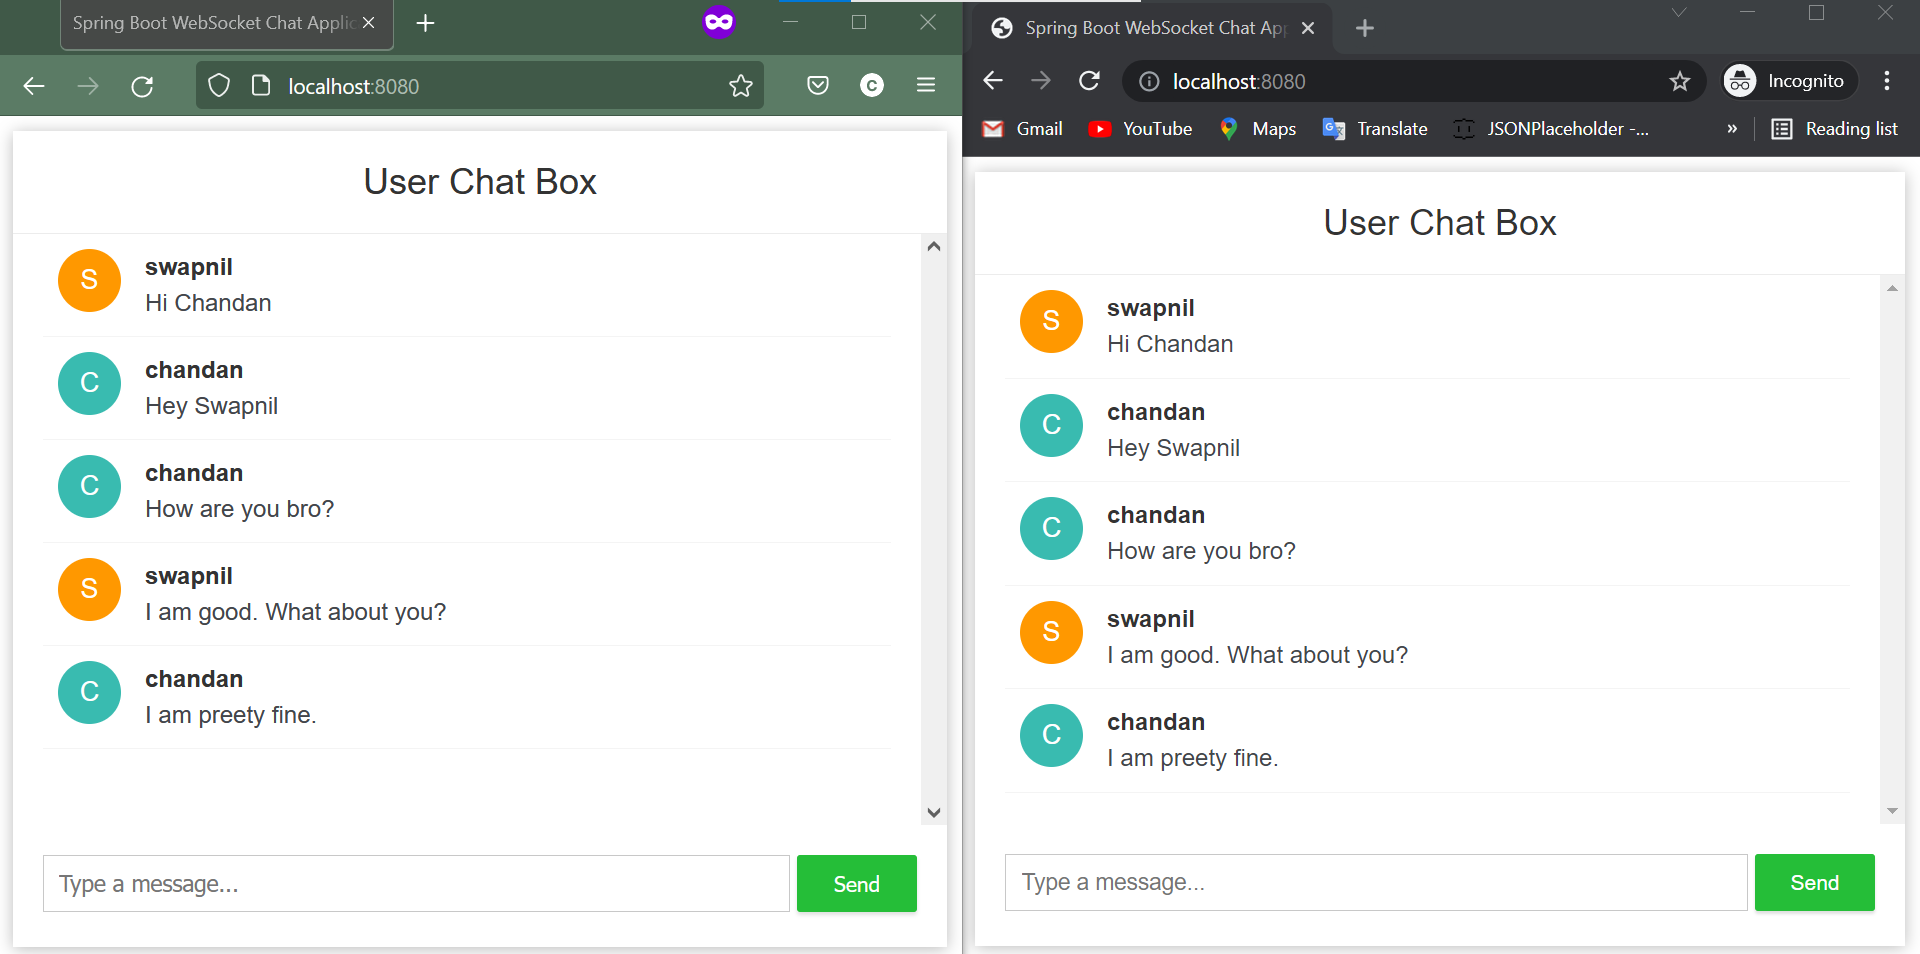 Spring Boot WebSocket Chat Applic
localhost:8080
C
User Chat Box
S
swapnil
Hi Chandan
C
chandan
Hey Swapnil
C
chandan
How are you bro?
S
swapnil
I am good. What about you?
C
chandan
I am preety fine.
Type a message...
Send
Spring Boot WebSocket Chat App
localhost:8080
Incognito
Gmail
YouTube
Maps
Translate
JSONPlaceholder -...
»
Reading list
User Chat Box
S
swapnil
Hi Chandan
C
chandan
Hey Swapnil
C
chandan
How are you bro?
S
swapnil
I am good. What about you?
C
chandan
I am preety fine.
Type a message...
Send